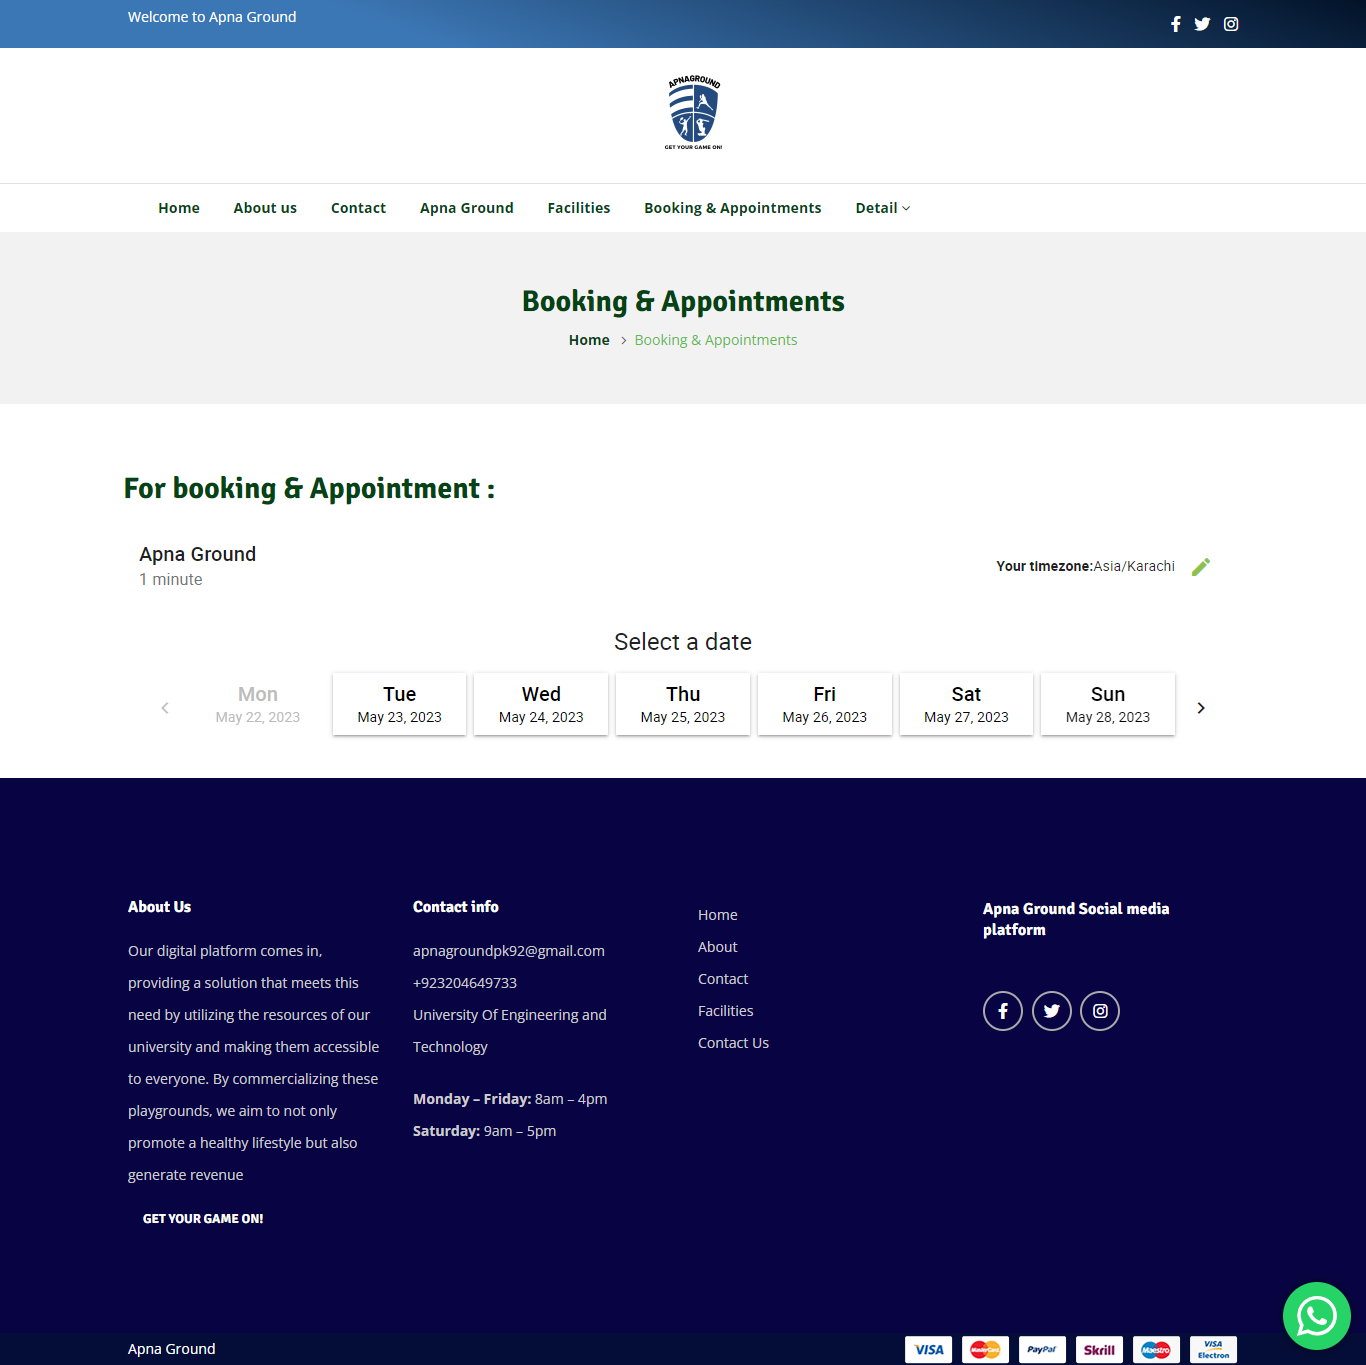 Welcome to Apna Ground
APNAGROUND
GET YOUR GAME ON!
Home About us Contact Apna Ground Facilities Booking & Appointments Detail
Booking & Appointments
Home > Booking & Appointments
For booking & Appointment :
Apna Ground
1 minute
Your timezone:Asia/Karachi
Select a date
Mon Tue Wed Thu Fri Sat Sun
May 22, 2023 May 23, 2023 May 24, 2023 May 25, 2023 May 26, 2023 May 27, 2023 May 28, 2023
About Us
Our digital platform comes in,
providing a solution that meets this
need by utilizing the resources of our
university and making them accessible
to everyone. By commercializing these
playgrounds, we aim to not only
promote a healthy lifestyle but also
generate revenue
GET YOUR GAME ON!
Contact info
apnagroundpk92@gmail.com
+923204649733
University Of Engineering and
Technology
Monday – Friday: 8am – 4pm
Saturday: 9am – 5pm
Home
About
Contact
Facilities
Contact Us
Apna Ground Social media
platform
Apna Ground
VISA MasterCard PayPal Skrill Maestro VISA Electron